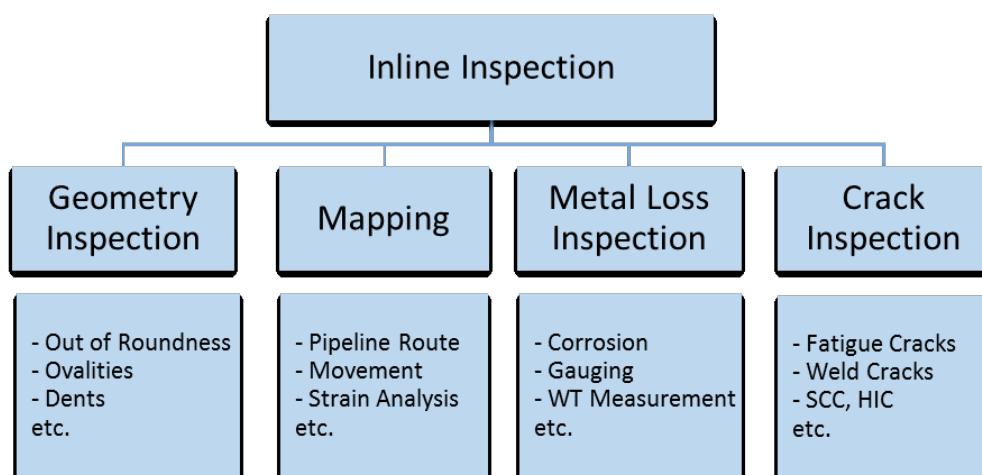 Inline Inspection
Geometry
Inspection
Mapping
Metal Loss
Inspection
Crack
Inspection
- Out of Roundness
- Ovalities
- Dents
etc.
- Pipeline Route
- Movement
- Strain Analysis
etc.
- Corrosion
- Gauging
- WT Measurement
etc.
- Fatigue Cracks
- Weld Cracks
- SCC, HIC
etc.